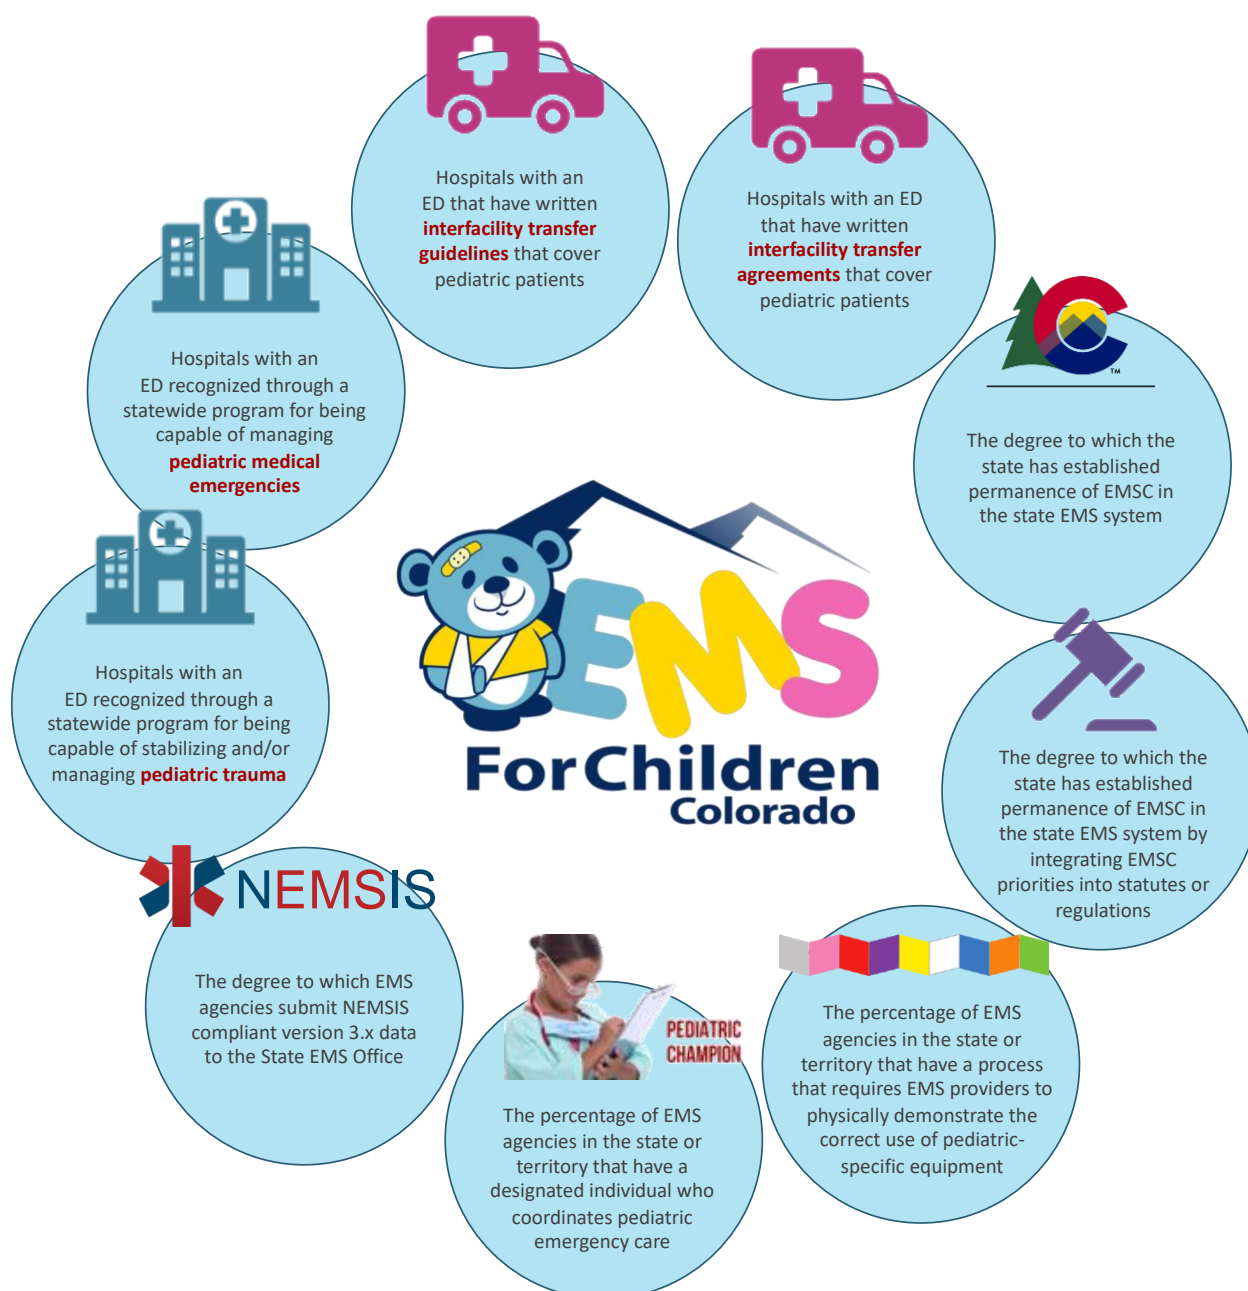 Hospitals with an
ED that have written
interfacility transfer
guidelines that cover
pediatric patients
Hospitals with an ED
that have written
interfacility transfer
agreements that cover
pediatric patients
TM
The degree to which the
state has established
permanence of EMSC in
the state EMS system
The degree to which the
state has established
permanence of EMSC in
the state EMS system by
integrating EMSC
priorities into statutes or
regulations
The percentage of EMS
agencies in the state or
territory that have a process
that requires EMS providers to
physically demonstrate the
correct use of pediatric-
specific equipment
PEDIATRIC
CHAMPION
The percentage of EMS
agencies in the state or
territory that have a
designated individual who
coordinates pediatric
emergency care
NEMSIS
The degree to which EMS
agencies submit NEMSIS
compliant version 3.x data
to the State EMS Office
Hospitals with an
ED recognized through a
statewide program for being
capable of stabilizing and/or
managing pediatric trauma
Hospitals with an
ED recognized through a
statewide program for being
capable of managing
pediatric medical
emergencies
EMS
For Children
Colorado